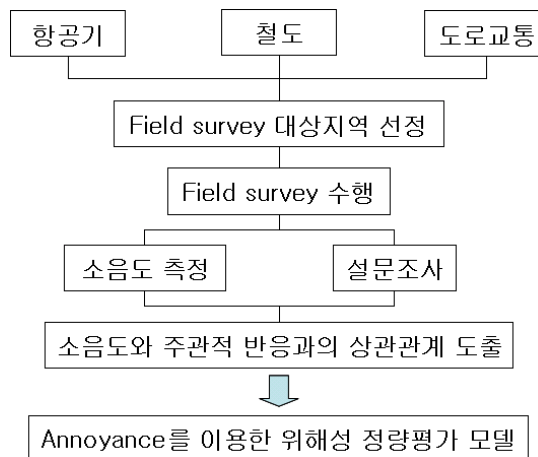 항공기
철도
도로교통
Field survey 대상지역 선정
Field survey 수행
소음도 측정
설문조사
소음도와 주관적 반응과의 상관관계 도출
Annoyance를 이용한 위해성 정량평가 모델